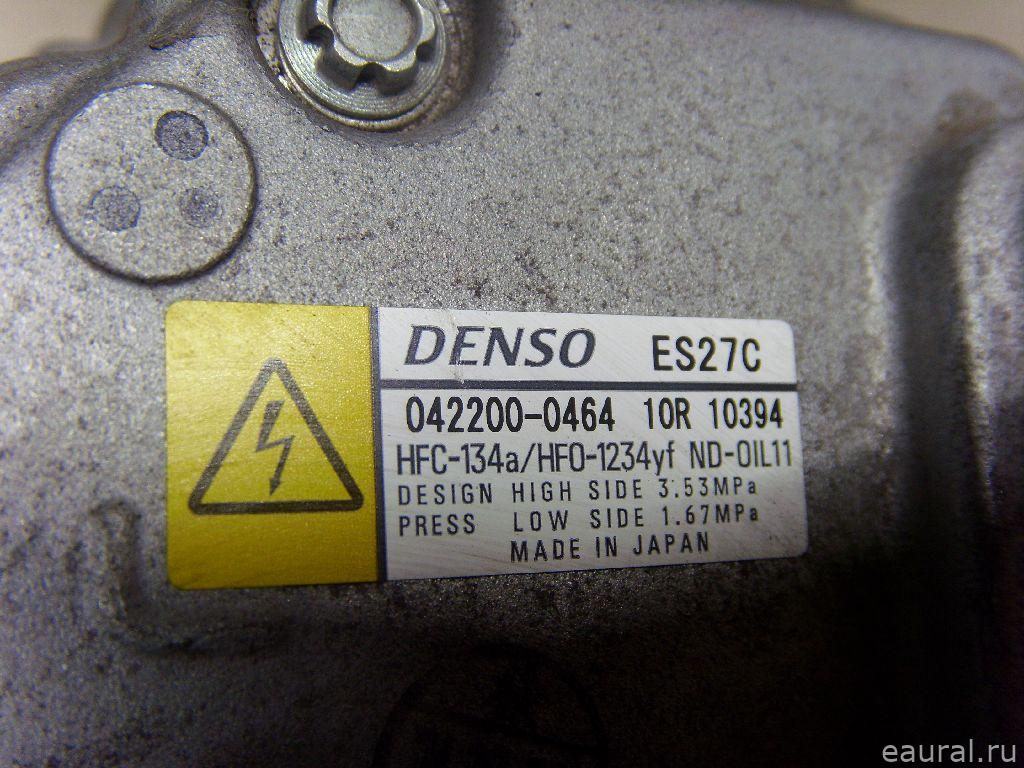 DENSO ES27C
042200-0464 10R 10394
HFC-134a/HFO-1234yf ND-OIL11
DESIGN HIGH SIDE 3.53MPa
PRESS LOW SIDE 1.67MPa
MADE IN JAPAN
eaural.ru